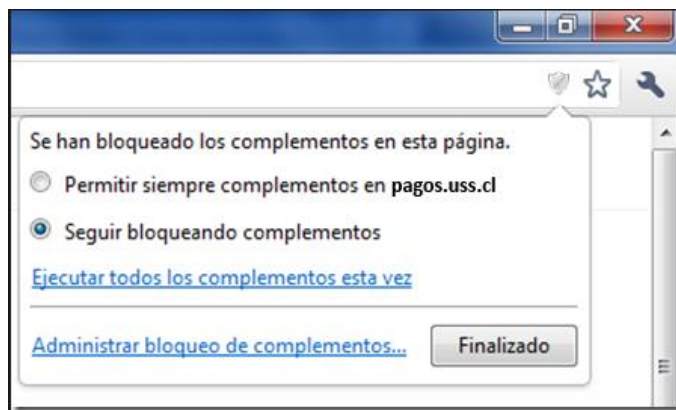 Se han bloqueado los complementos en esta página.
Permitir siempre complementos en pagos.uss.cl
Seguir bloqueando complementos
Ejecutar todos los complementos esta vez
Administrar bloqueo de complementos...
Finalizado